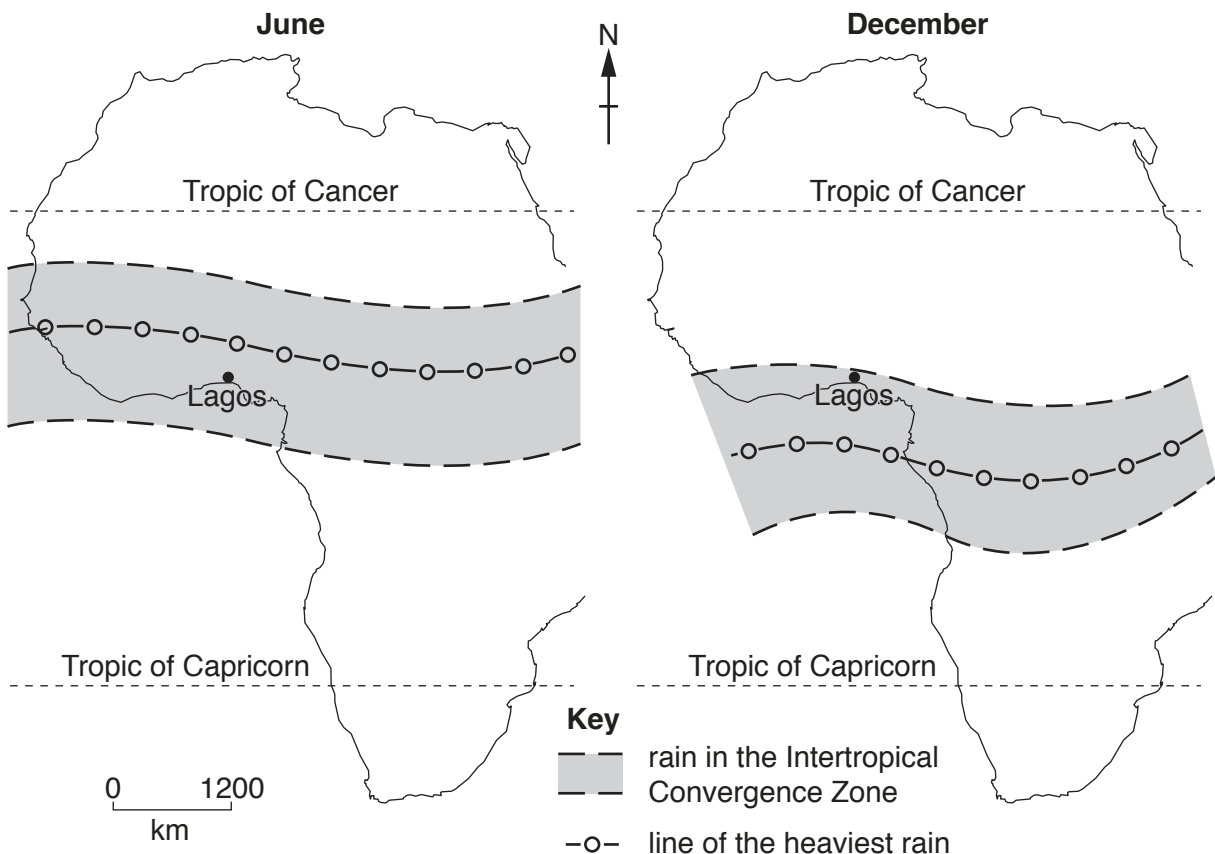 June
December
N
Tropic of Cancer
Tropic of Cancer
Lagos
Lagos
Tropic of Capricorn
Tropic of Capricorn
Key
rain in the Intertropical
Convergence Zone
0 1200
km
line of the heaviest rain